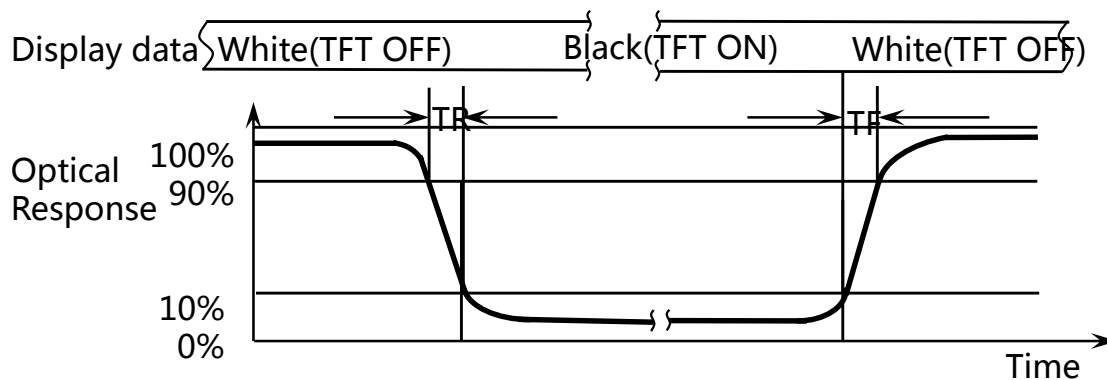 Display data White(TFT OFF) Black(TFT ON) White(TFT OFF)
TR TF
100%
Optical
Response 90%
10%
0%
Time